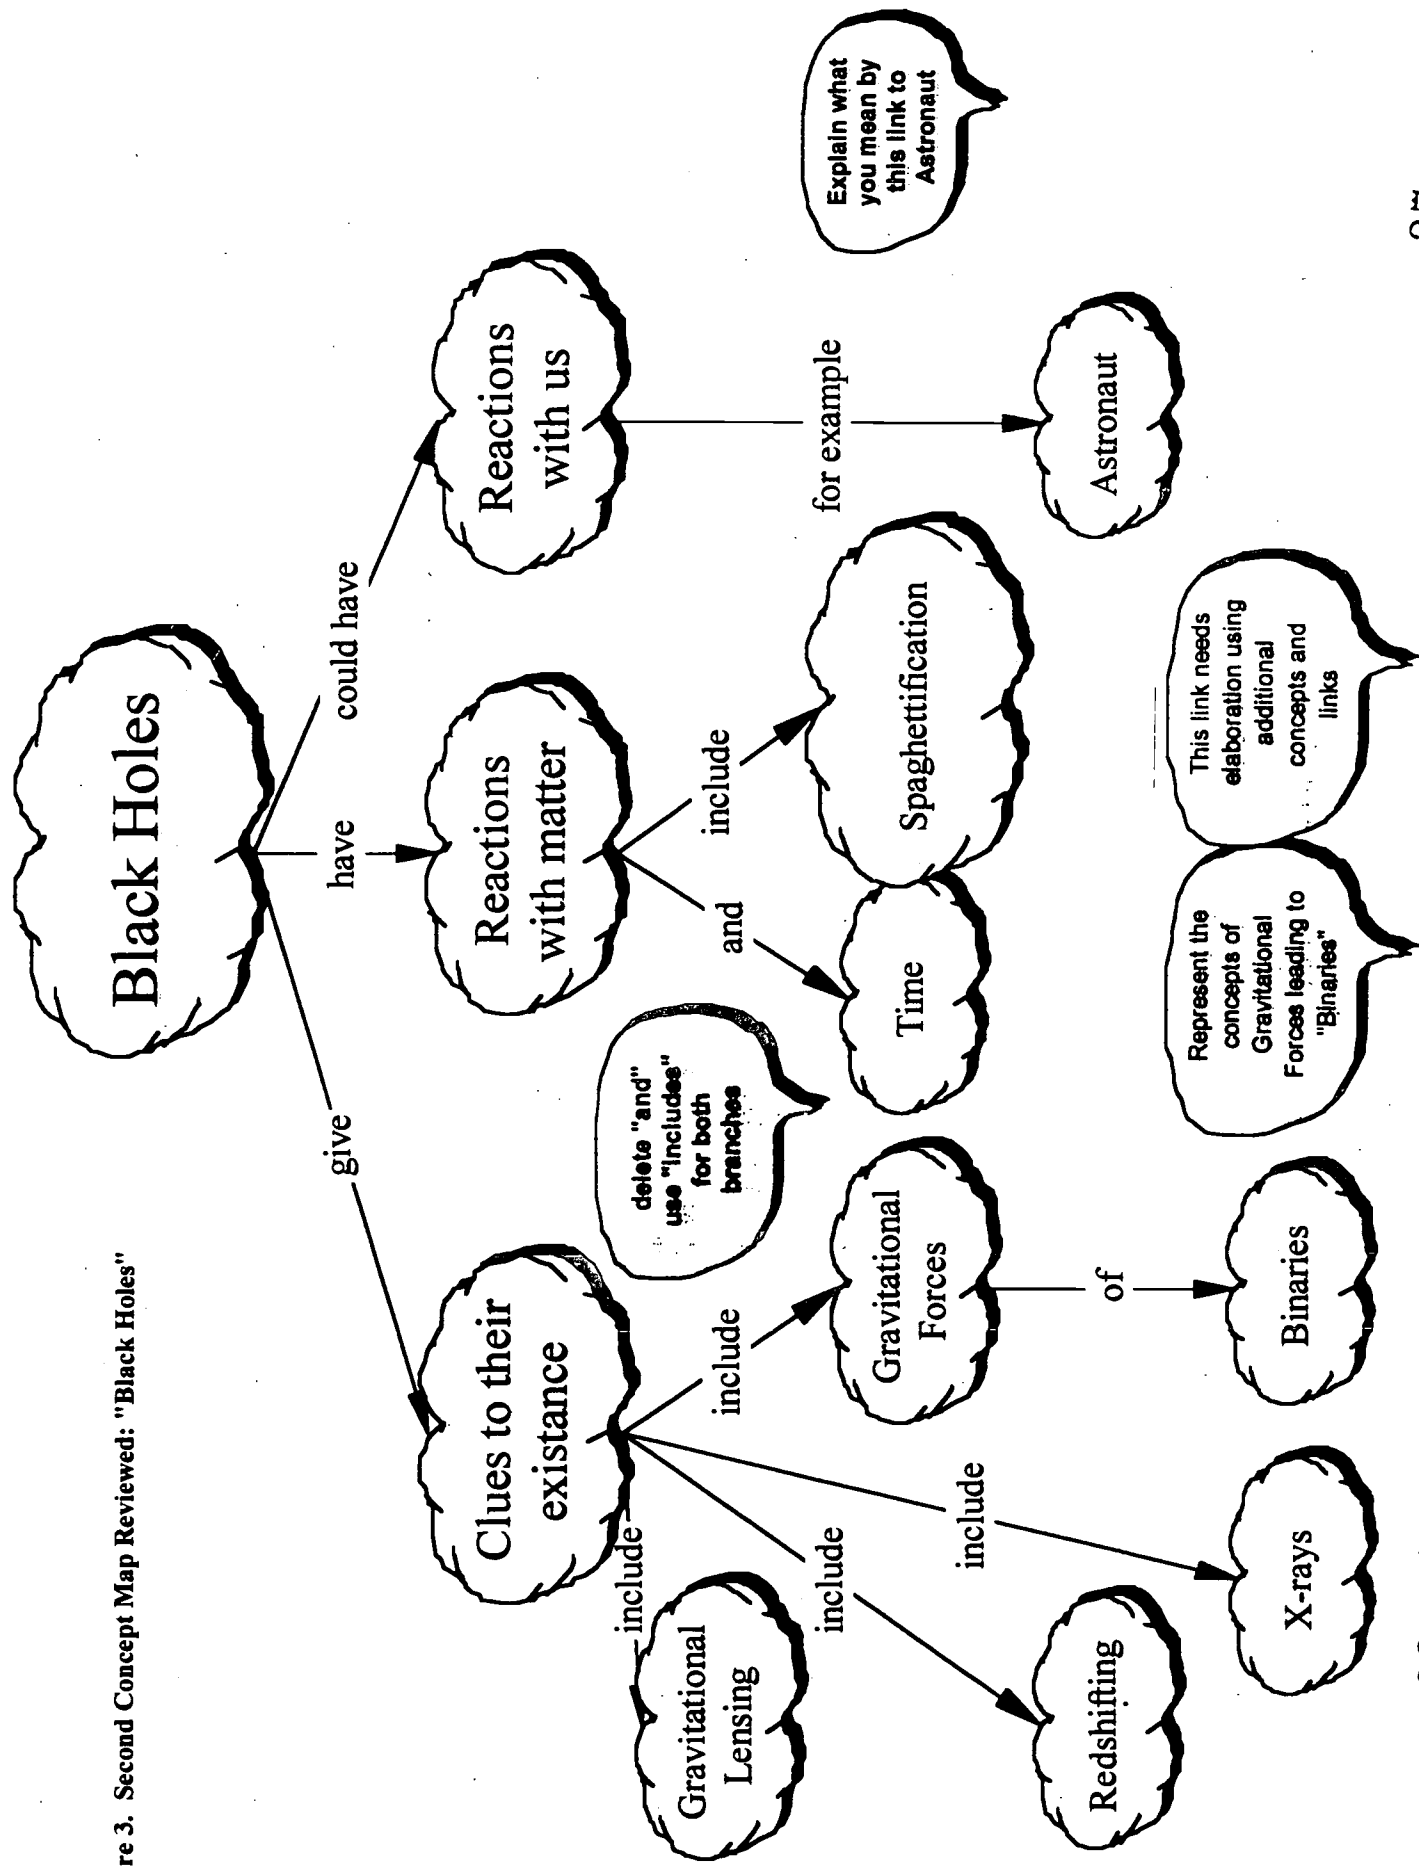 re 3. Second Concept Map Reviewed: "Black Holes"
Black Holes
give
have
could have
Clues to their
existance
Reactions
with matter
Reactions
with us
delete "and"
use "includes"
for both
branches
include
include
include
include
and
include
for example
Explain what
you mean by
this link to
Astronaut
Gravitational
Lensing
Gravitational
Forces
Time
Spaghettification
Redshifting
of
Astronaut
X-rays
Binaries
Represent the
concepts of
Gravitational
Forces leading to
"Binaries"
This link needs
elaboration using
additional
concepts and
links